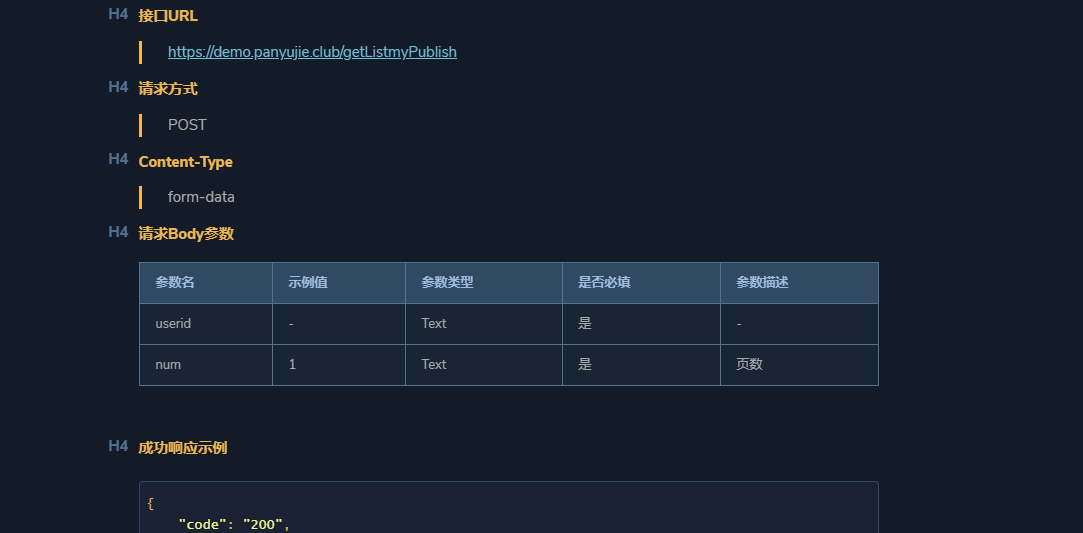 H4 接口URL
https://demo.panyujie.club/getListmyPublish
H4 请求方式
POST
H4 Content-Type
form-data
H4 请求Body参数
参数名 示例值 参数类型 是否必填 参数描述
userid - Text 是 -
num 1 Text 是 页数
H4 成功响应示例
{
"code": "200",